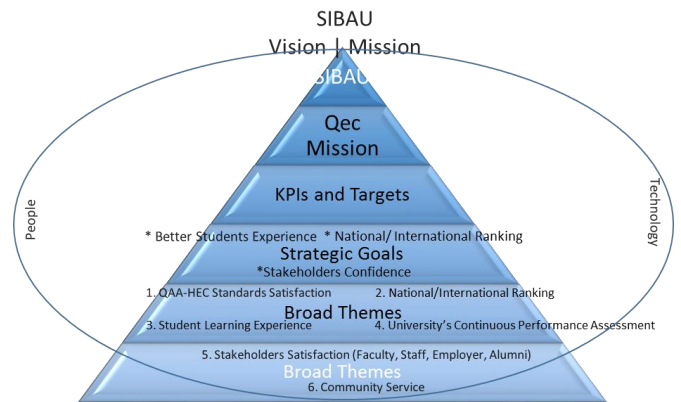 SIBAU
Vision | Mission
SIBAU
Qec
Mission
KPIs and Targets
People
Technology
* Better Students Experience * National/ International Ranking
Strategic Goals
*Stakeholders Confidence
1. QAA-HEC Standards Satisfaction 2. National/International Ranking
Broad Themes
3. Student Learning Experience 4. University's Continuous Performance Assessment
5. Stakeholders Satisfaction (Faculty, Staff, Employer, Alumni)
Broad Themes
6. Community Service